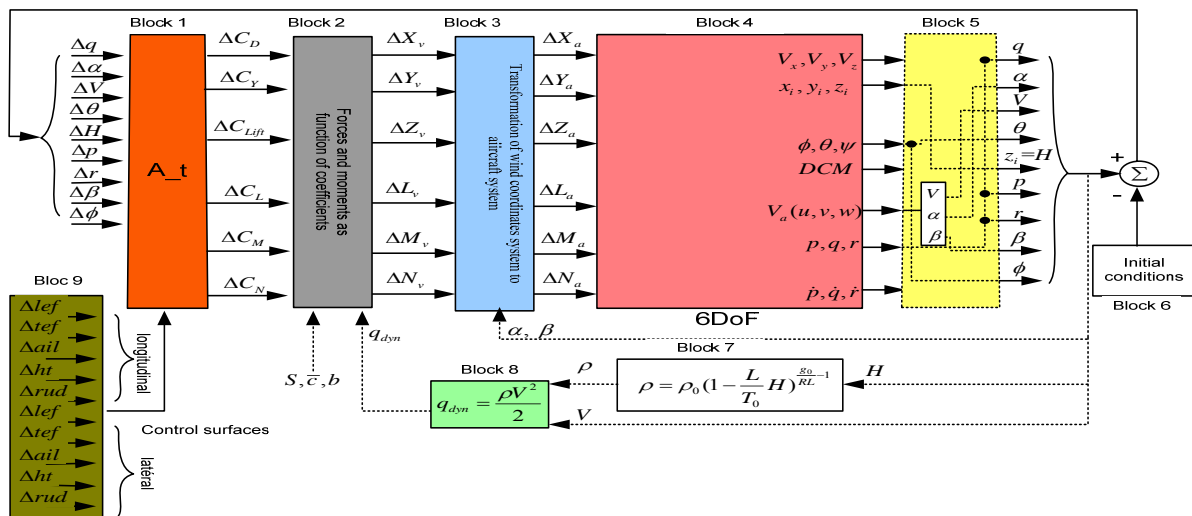 Block 1
Block 2
Block 3
Block 4
Block 5
Δq
Δα
ΔV
Δθ
ΔH
Δp
Δr
Δβ
Δϕ
A_t
ΔC_D
ΔC_Y
ΔC_Lift
ΔC_L
ΔC_M
ΔC_N
Forces and moments as
function of coefficients
ΔX_v
ΔY_v
ΔZ_v
ΔL_v
ΔM_v
ΔN_v
Transformation of wind coordinates system to
aiircraft system
ΔX_a
ΔY_a
ΔZ_a
ΔL_a
ΔM_a
ΔN_a
V_x, V_y, V_z
x_i, y_i, z_i
ϕ, θ, ψ
DCM
V_a(u, v, w)
p, q, r
ṗ, q̇, ṙ
6DoF
V
α
β
q
α
V
θ
z_i = H
p
r
β
ϕ
+
Σ
-
Initial
conditions
Block 6
Bloc 9
Δlef
Δtef
Δail
Δht
Δrud
Δlef
Δtef
Δail
Δht
Δrud
longitudinal
latéral
Control surfaces
S, c̅, b
q_dyn
α, β
Block 7
ρ = ρ_0(1 - L/T_0 H)^(g_0/RL - 1)
ρ
H
Block 8
q_dyn = ρV²/2
V